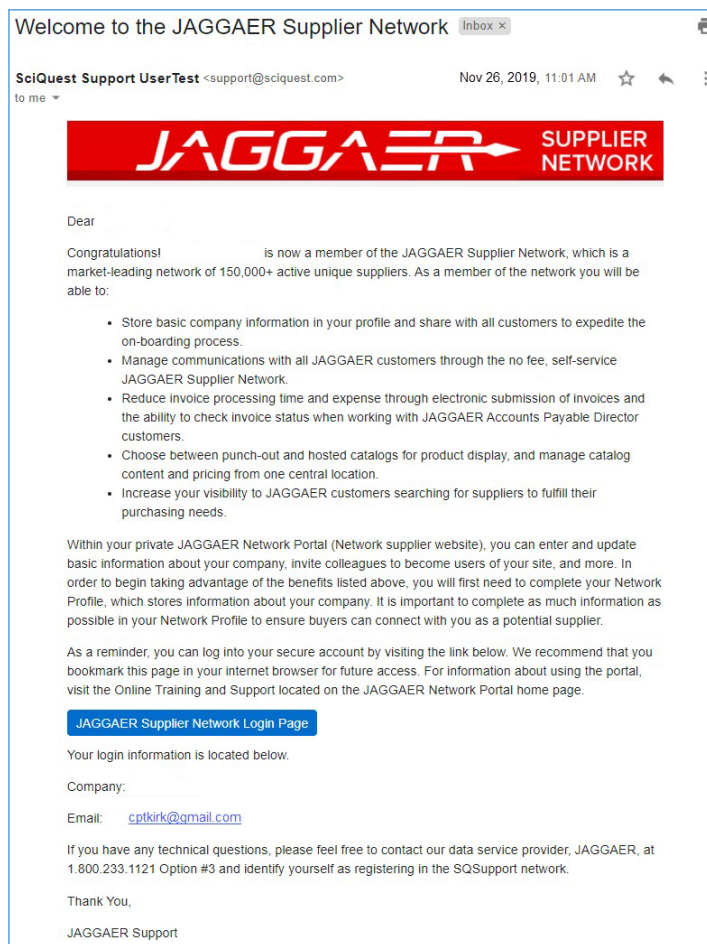 Welcome to the JAGGAER Supplier Network Inbox ×
SciQuest Support UserTest <support@sciquest.com> Nov 26, 2019, 11:01 AM
to me
JAGGAER SUPPLIER
NETWORK
Dear
Congratulations! is now a member of the JAGGAER Supplier Network, which is a
market-leading network of 150,000+ active unique suppliers. As a member of the network you will be
able to:
• Store basic company information in your profile and share with all customers to expedite the
on-boarding process.
• Manage communications with all JAGGAER customers through the no fee, self-service
JAGGAER Supplier Network.
• Reduce invoice processing time and expense through electronic submission of invoices and
the ability to check invoice status when working with JAGGAER Accounts Payable Director
customers.
• Choose between punch-out and hosted catalogs for product display, and manage catalog
content and pricing from one central location.
• Increase your visibility to JAGGAER customers searching for suppliers to fulfill their
purchasing needs.
Within your private JAGGAER Network Portal (Network supplier website), you can enter and update
basic information about your company, invite colleagues to become users of your site, and more. In
order to begin taking advantage of the benefits listed above, you will first need to complete your Network
Profile, which stores information about your company. It is important to complete as much information as
possible in your Network Profile to ensure buyers can connect with you as a potential supplier.
As a reminder, you can log into your secure account by visiting the link below. We recommend that you
bookmark this page in your internet browser for future access. For information about using the portal,
visit the Online Training and Support located on the JAGGAER Network Portal home page.
JAGGAER Supplier Network Login Page
Your login information is located below.
Company:
Email: cptkirk@gmail.com
If you have any technical questions, please feel free to contact our data service provider, JAGGAER, at
1.800.233.1121 Option #3 and identify yourself as registering in the SQSupport network.
Thank You,
JAGGAER Support